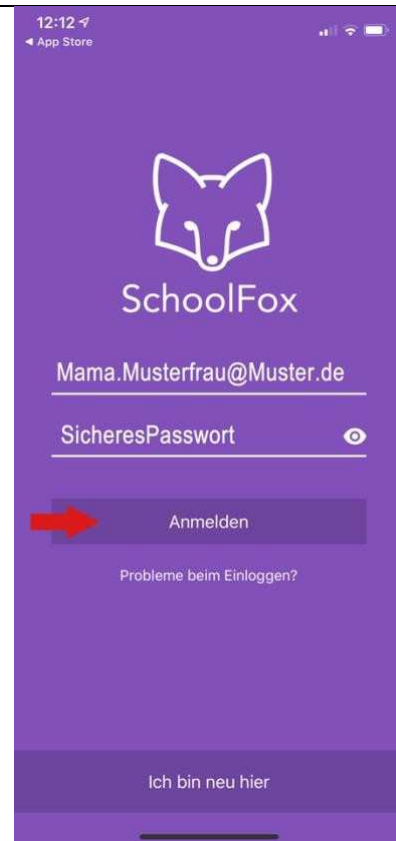 12:12
◀ App Store
SchoolFox
Mama.Musterfrau@Muster.de
SicheresPasswort
Anmelden
Probleme beim Einloggen?
Ich bin neu hier